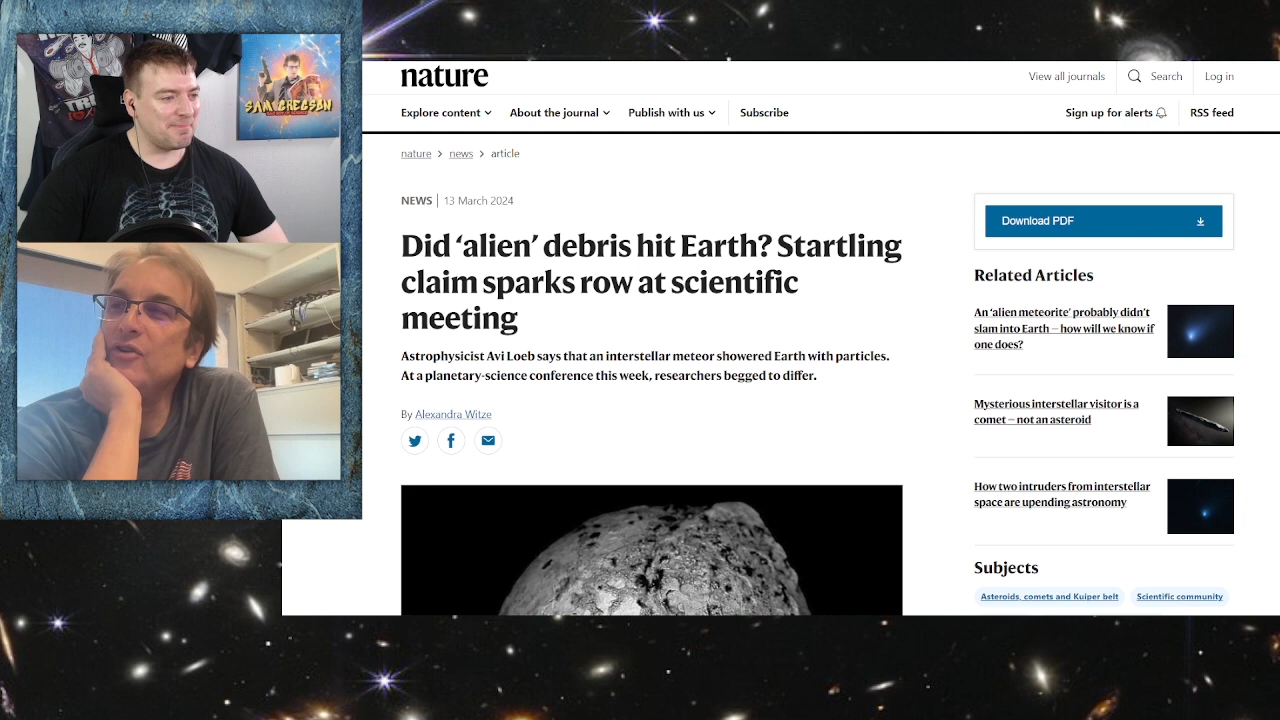 SAM GREGSON
nature
View all journals
Search
Log in
Explore content
About the journal
Publish with us
Subscribe
Sign up for alerts
RSS feed
nature > news > article
NEWS | 13 March 2024
Did ‘alien’ debris hit Earth? Startling
claim sparks row at scientific
meeting
Astrophysicist Avi Loeb says that an interstellar meteor showered Earth with particles.
At a planetary-science conference this week, researchers begged to differ.
By Alexandra Witze
Download PDF
Related Articles
An ‘alien meteorite’ probably didn’t
slam into Earth — how will we know if
one does?
Mysterious interstellar visitor is a
comet — not an asteroid
How two intruders from interstellar
space are upending astronomy
Subjects
Asteroids, comets and Kuiper belt
Scientific community